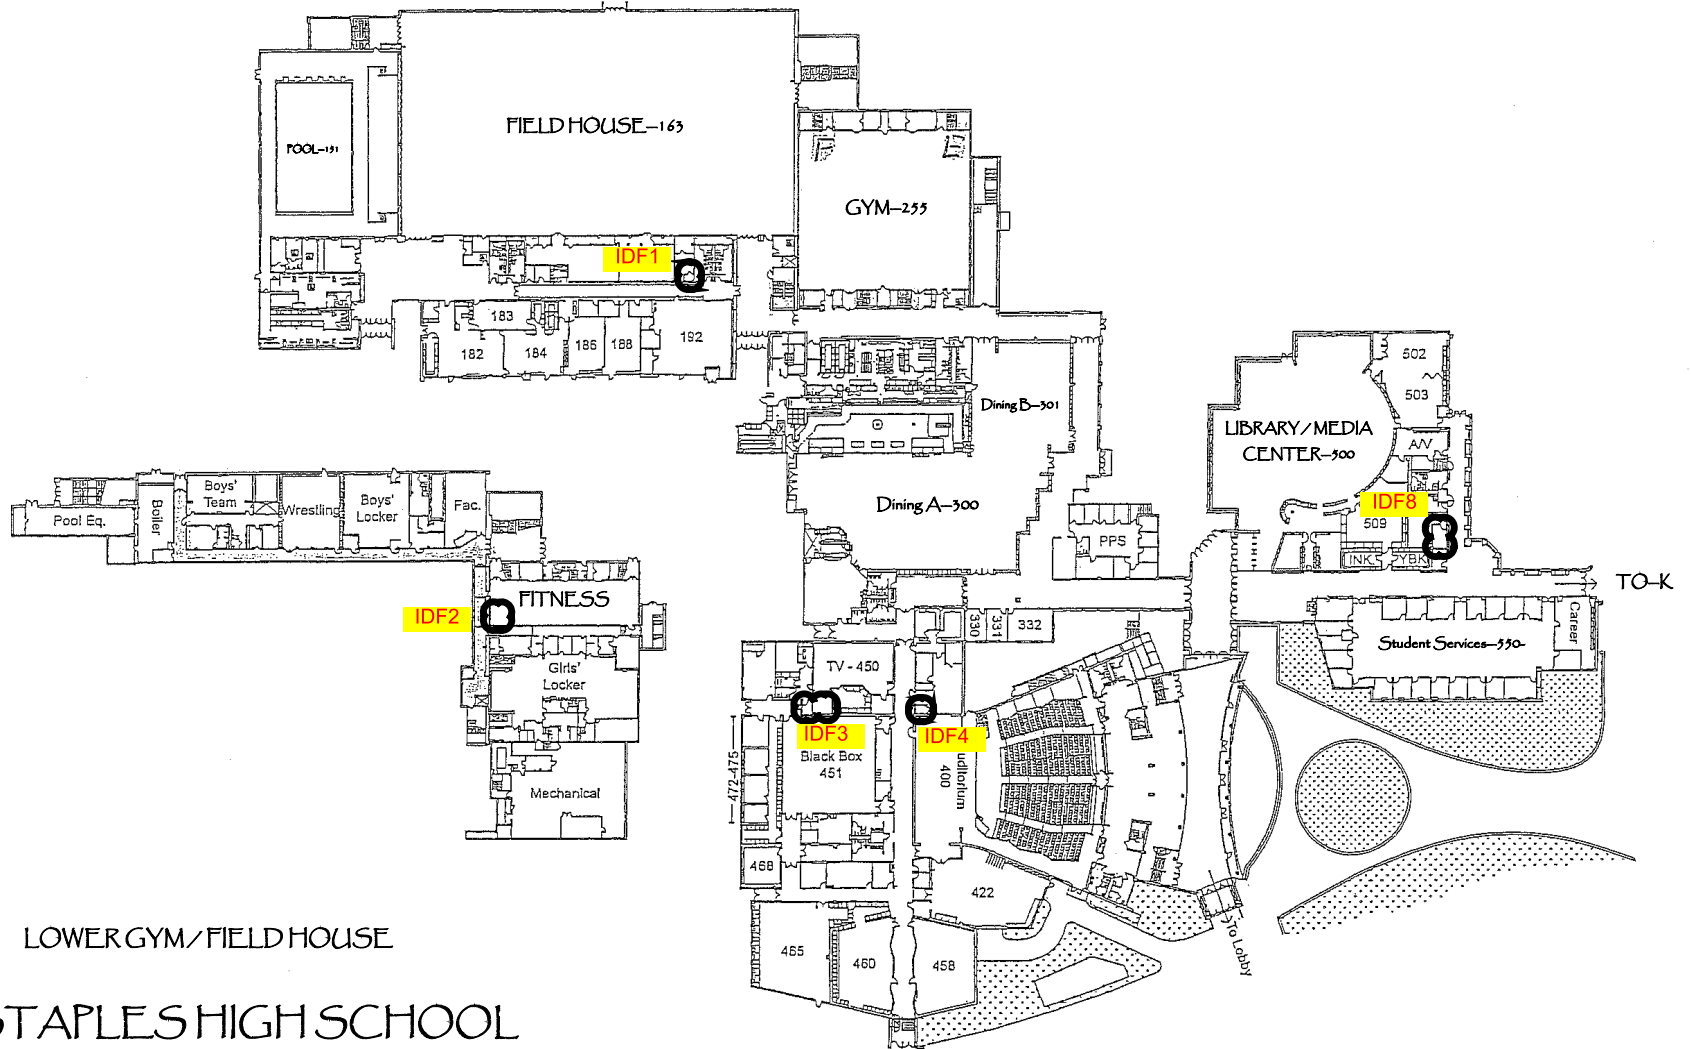 FIELD HOUSE—163
POOL—151
GYM—255
IDF1
183
182
184
186
188
192
Dining B—301
502
503
LIBRARY/MEDIA
CENTER—500
A/V
Dining A—300
IDF8
509
INK
YBK
PPS
TO—K
Pool Eq.
Boiler
Boys'
Team
Wrestling
Boys'
Locker
Fac.
FITNESS
IDF2
Girls'
Locker
Mechanical
330
331
332
Career
Student Services—550-
TV - 450
IDF3
IDF4
Black Box
451
472-475
uditorium
400
468
422
465
460
458
To Lobby
LOWER GYM/FIELD HOUSE
STAPLES HIGH SCHOOL